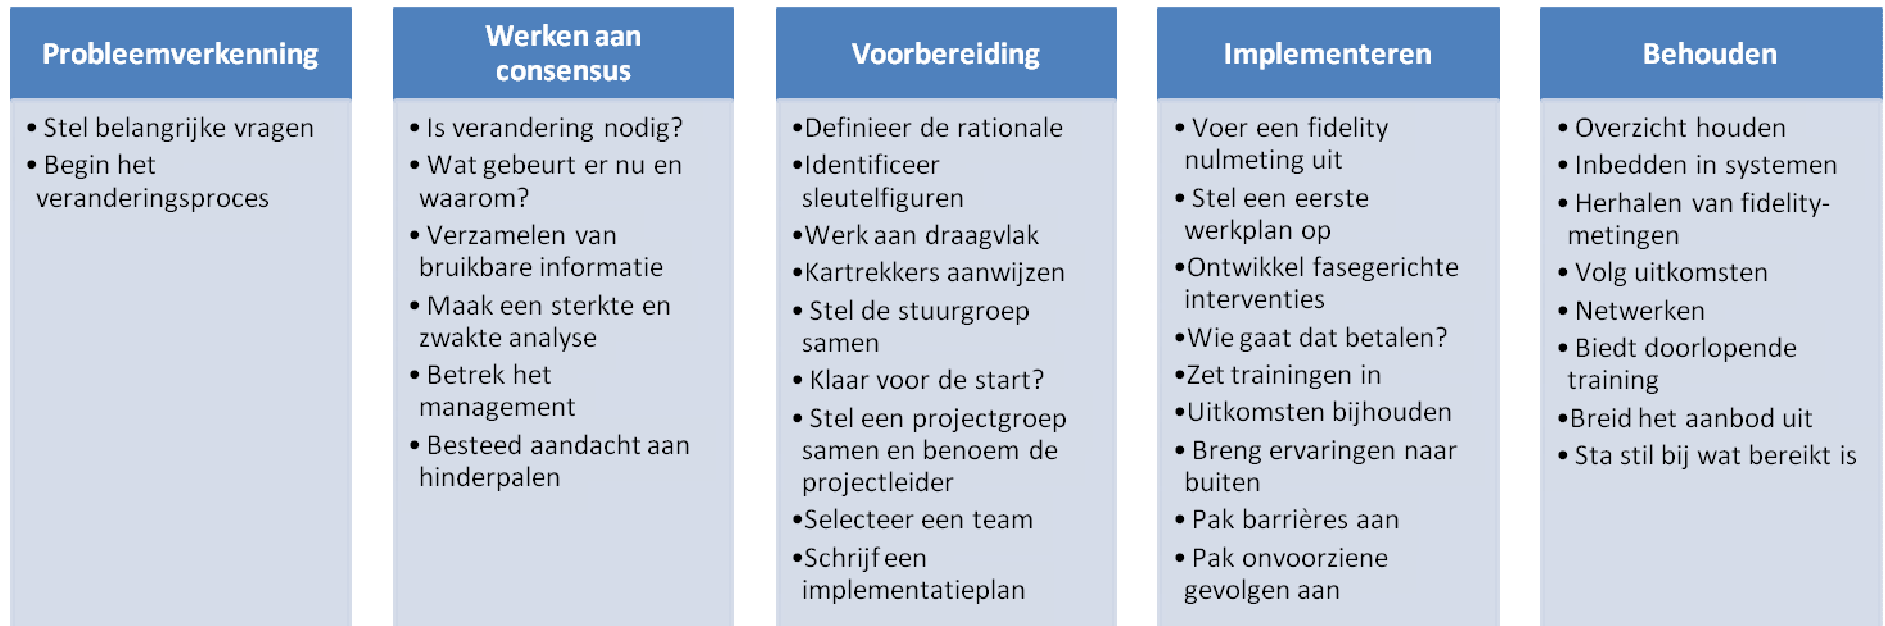 Probleemverkenning
• Stel belangrijke vragen
• Begin het
veranderingsproces
Werken aan
consensus
• Is verandering nodig?
• Wat gebeurt er nu en
waarom?
• Verzamelen van
bruikbare informatie
• Maak een sterkte en
zwakte analyse
• Betrek het
management
• Besteed aandacht aan
hinderpalen
Voorbereiding
•Definieer de rationale
•Identificeer
sleutelfiguren
•Werk aan draagvlak
•Kartrekkers aanwijzen
• Stel de stuurgroep
samen
• Klaar voor de start?
• Stel een projectgroep
samen en benoem de
projectleider
•Selecteer een team
•Schrijf een
implementatieplan
Implementeren
• Voer een fidelity
nulmeting uit
• Stel een eerste
werkplan op
•Ontwikkel fasegerichte
interventies
•Wie gaat dat betalen?
•Zet trainingen in
•Uitkomsten bijhouden
• Breng ervaringen naar
buiten
• Pak barrières aan
• Pak onvoorziene
gevolgen aan
Behouden
• Overzicht houden
• Inbedden in systemen
• Herhalen van fidelity-
metingen
• Volg uitkomsten
• Netwerken
• Biedt doorlopende
training
•Breid het aanbod uit
• Sta stil bij wat bereikt is